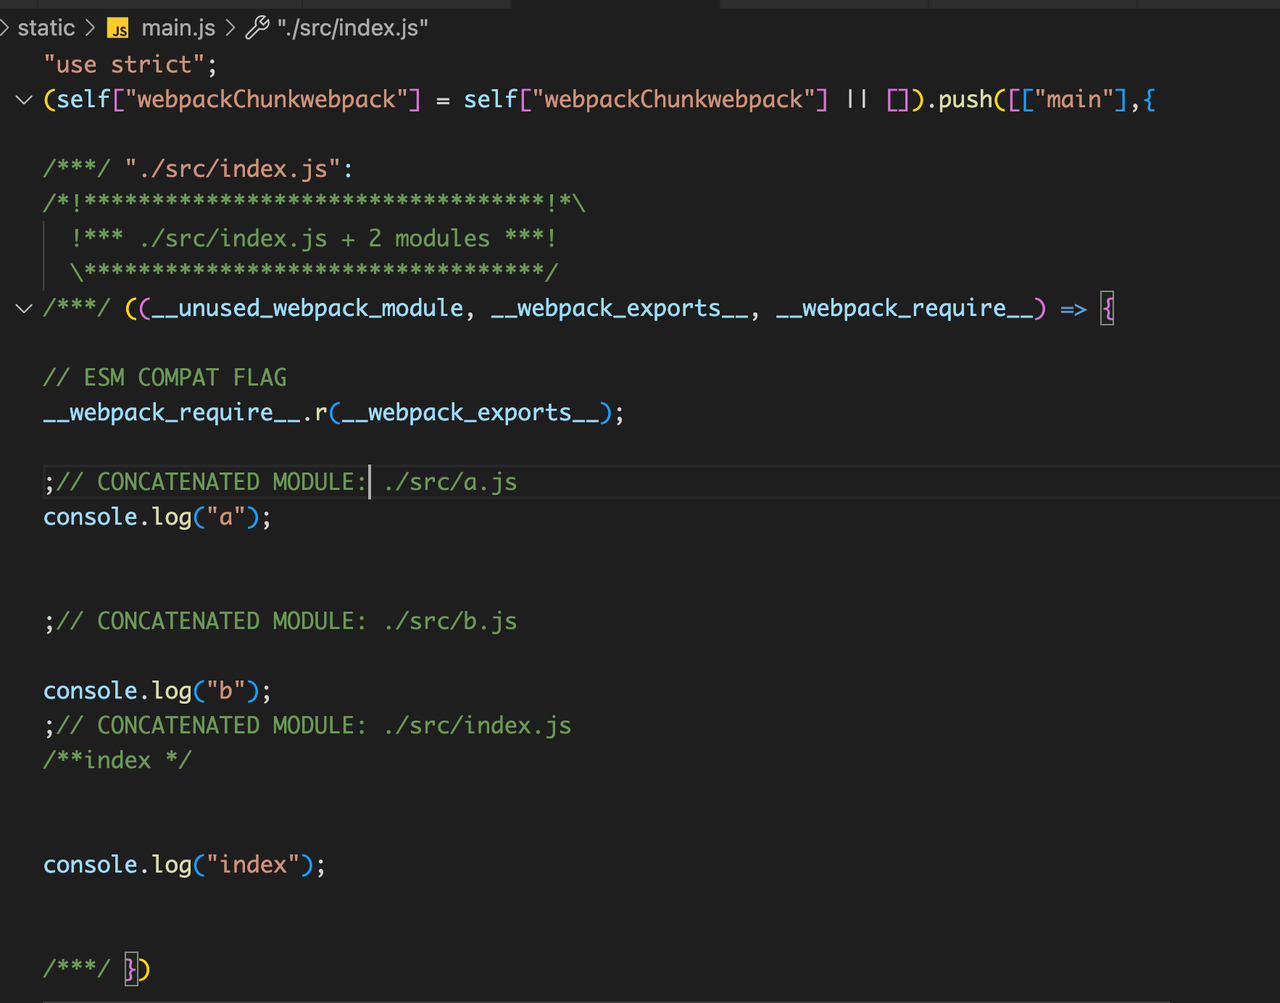 static > JS main.js > "./src/index.js"
"use strict";
(self["webpackChunkwebpack"] = self["webpackChunkwebpack"] || []).push([["main"],{
/***/ "./src/index.js":
/*!**********************************!*\
!*** ./src/index.js + 2 modules ***!
\**********************************/
/***/ ((__unused_webpack_module, __webpack_exports__, __webpack_require__) => {
// ESM COMPAT FLAG
__webpack_require__.r(__webpack_exports__);
;// CONCATENATED MODULE: ./src/a.js
console.log("a");
;// CONCATENATED MODULE: ./src/b.js
console.log("b");
;// CONCATENATED MODULE: ./src/index.js
/**index */
console.log("index");
/***/ })